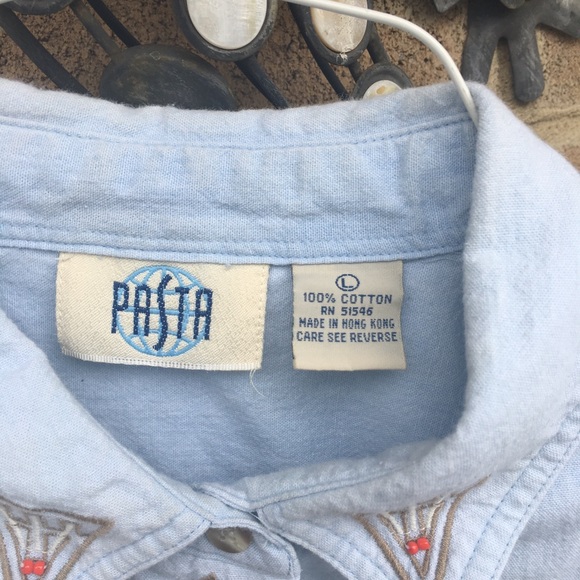 PASTA
L
100% COTTON
RN 51546
MADE IN HONG KONG
CARE SEE REVERSE